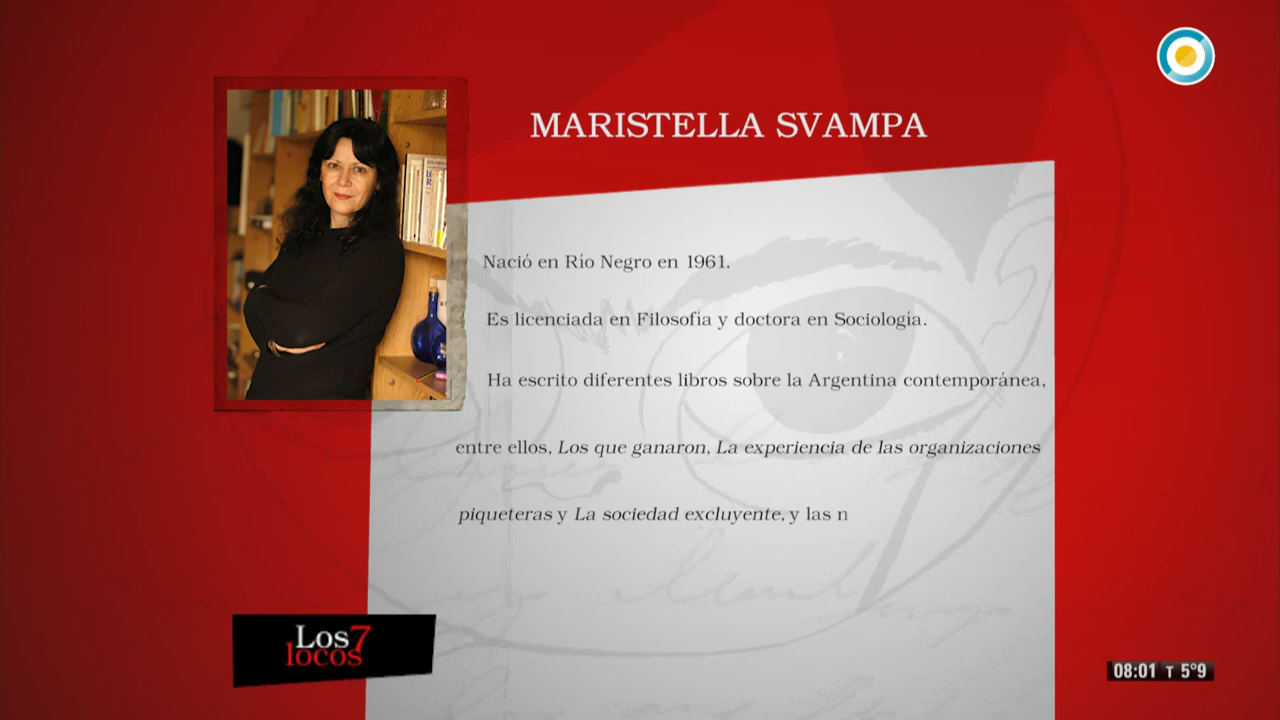 MARISTELLA SVAMPA
Nació en Río Negro en 1961.
Es licenciada en Filosofía y doctora en Sociología.
Ha escrito diferentes libros sobre la Argentina contemporánea,
entre ellos, Los que ganaron, La experiencia de las organizaciones
piqueteras y La sociedad excluyente, y las n
Los 7
locos
08:01 T 5°9